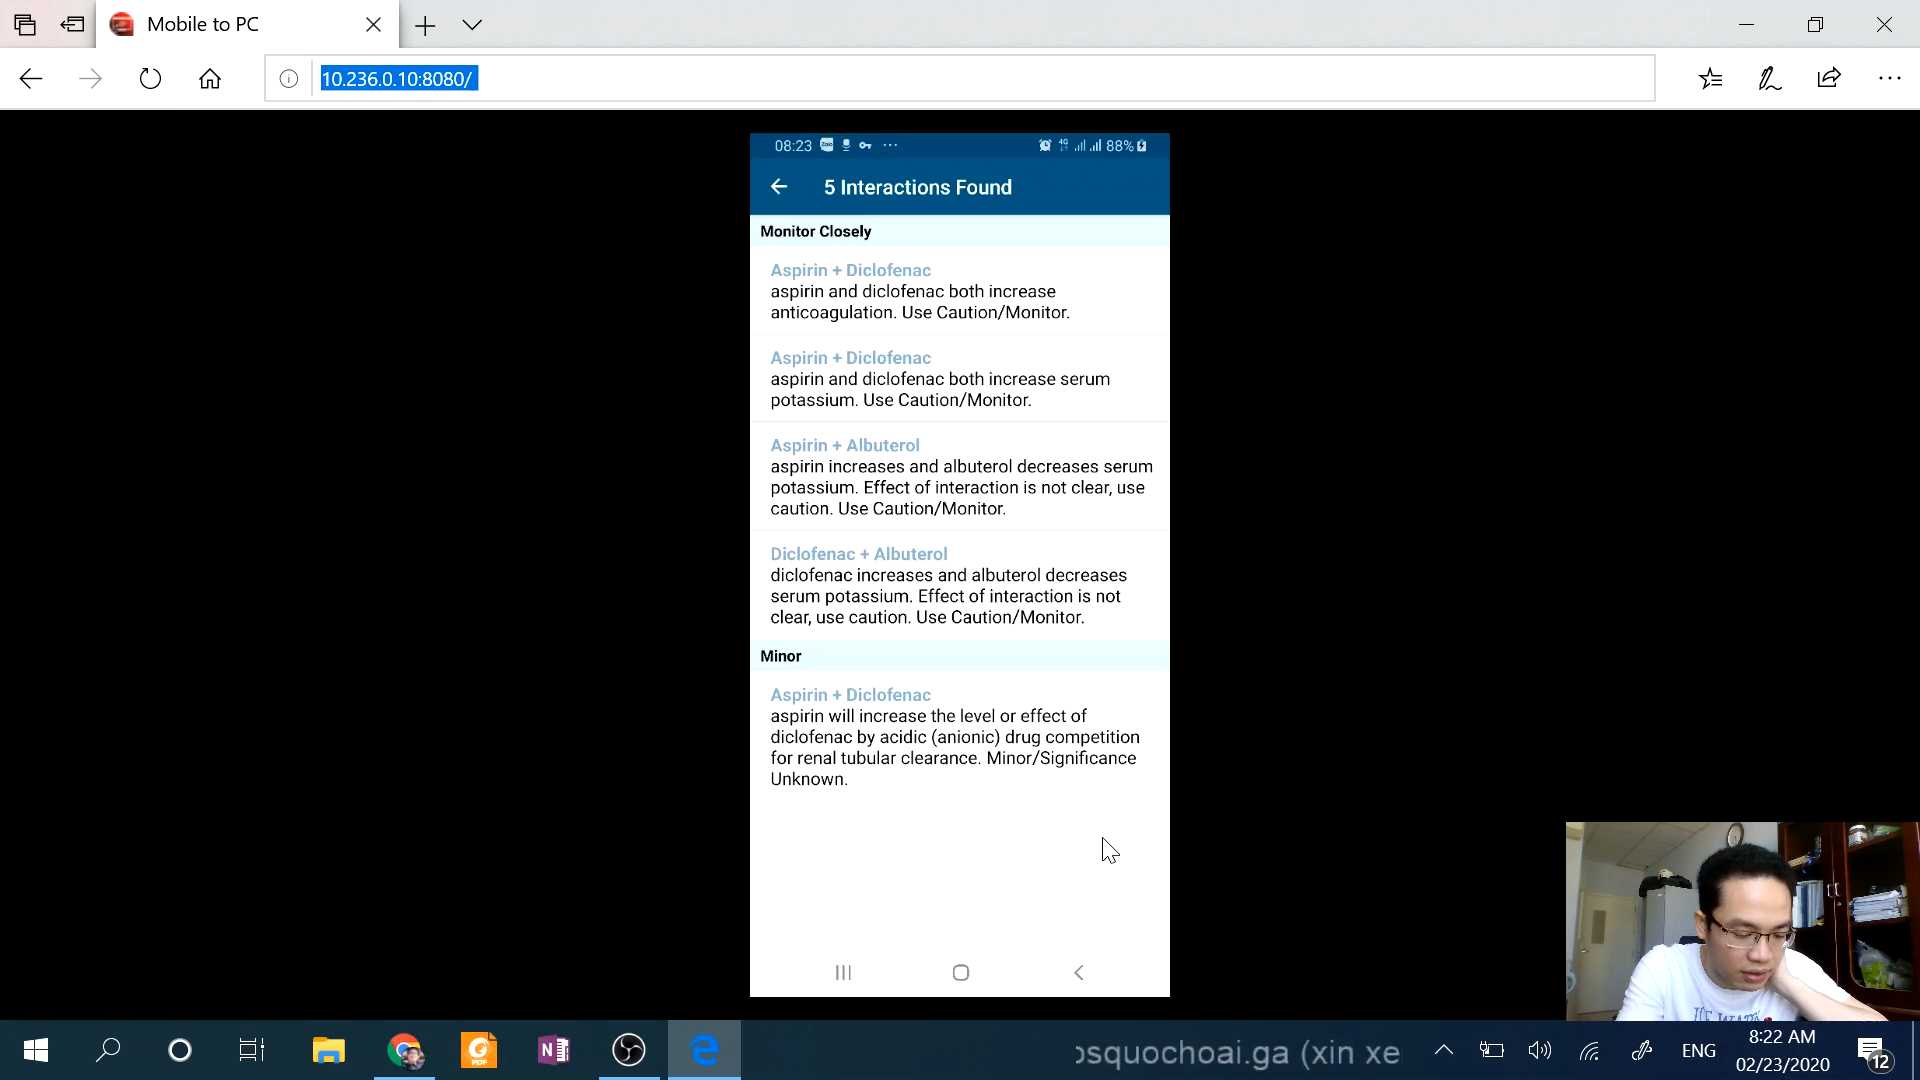 Mobile to PC
10.236.0.10:8080/
08:23 Zalo 4G 88%
5 Interactions Found
Monitor Closely
Aspirin + Diclofenac
aspirin and diclofenac both increase
anticoagulation. Use Caution/Monitor.
Aspirin + Diclofenac
aspirin and diclofenac both increase serum
potassium. Use Caution/Monitor.
Aspirin + Albuterol
aspirin increases and albuterol decreases serum
potassium. Effect of interaction is not clear, use
caution. Use Caution/Monitor.
Diclofenac + Albuterol
diclofenac increases and albuterol decreases
serum potassium. Effect of interaction is not
clear, use caution. Use Caution/Monitor.
Minor
Aspirin + Diclofenac
aspirin will increase the level or effect of
diclofenac by acidic (anionic) drug competition
for renal tubular clearance. Minor/Significance
Unknown.
PDF
N
osquochoai.ga (xin xe
ENG
8:22 AM
02/23/2020
12